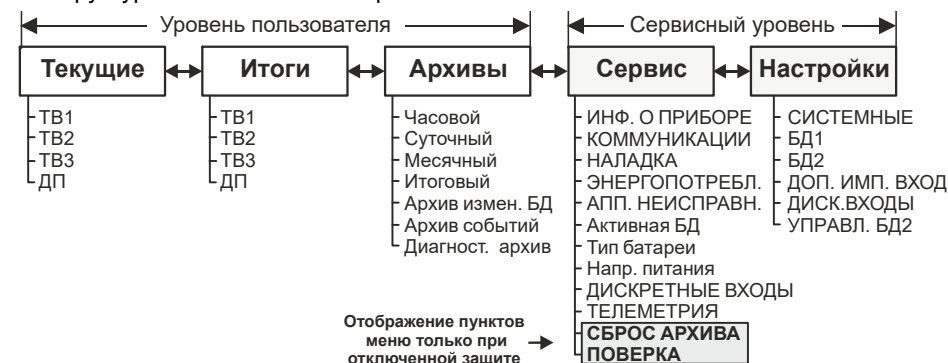 Уровень пользователя
Сервисный уровень
Текущие
Итоги
Архивы
Сервис
Настройки
ТВ1
ТВ2
ТВ3
ДП
ТВ1
ТВ2
ТВ3
ДП
Часовой
Суточный
Месячный
Итоговый
Архив измен. БД
Архив событий
Диагност. архив
ИНФ. О ПРИБОРЕ
КОММУНИКАЦИИ
НАЛАДКА
ЭНЕРГОПОТРЕБЛ.
АПП. НЕИСПРАВН.
Активная БД
Тип батареи
Напр. питания
ДИСКРЕТНЫЕ ВХОДЫ
ТЕЛЕМЕТРИЯ
СБРОС АРХИВА
ПОВЕРКА
СИСТЕМНЫЕ
БД1
БД2
ДОП. ИМП. ВХОД
ДИСК.ВХОДЫ
УПРАВЛ. БД2
Отображение пунктов
меню только при
отключенной защите